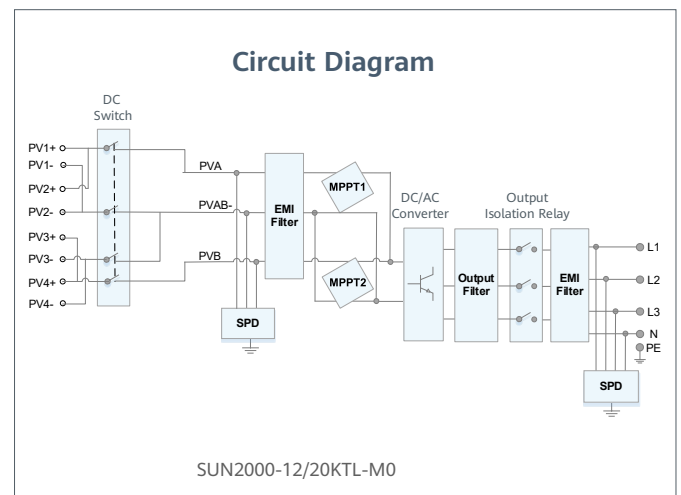 Circuit Diagram
DC
Switch
PV1+
PV1-
PV2+
PV2-
PV3+
PV3-
PV4+
PV4-
PVA
PVAB-
PVB
EMI
Filter
MPPT1
MPPT2
SPD
DC/AC
Converter
Output
Filter
Output
Isolation Relay
EMI
Filter
L1
L2
L3
N
PE
SPD
SUN2000-12/20KTL-M0